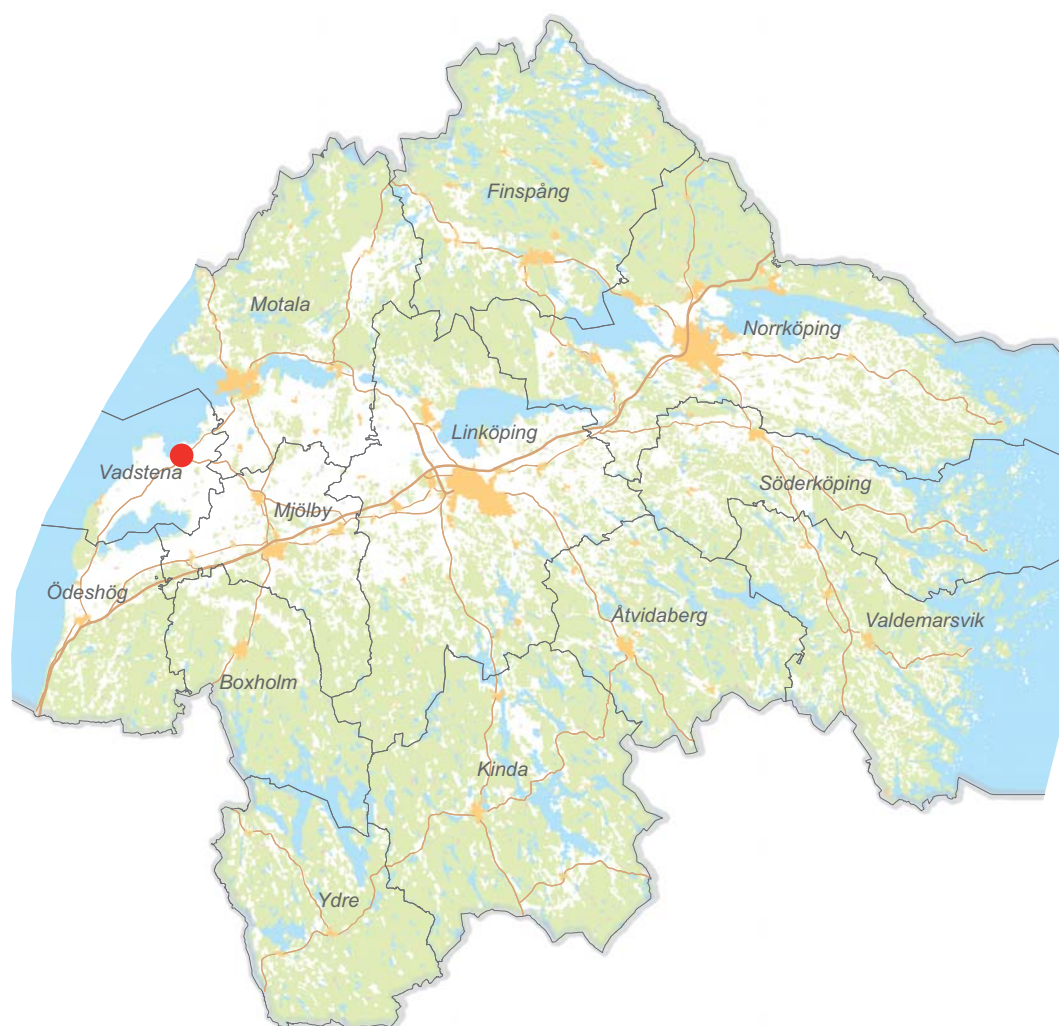 Finspång
Motala
Norrköping
Linköping
Vadstena
Söderköping
Mjölby
Ödeshög
Åtvidaberg
Valdemarsvik
Boxholm
Kinda
Ydre